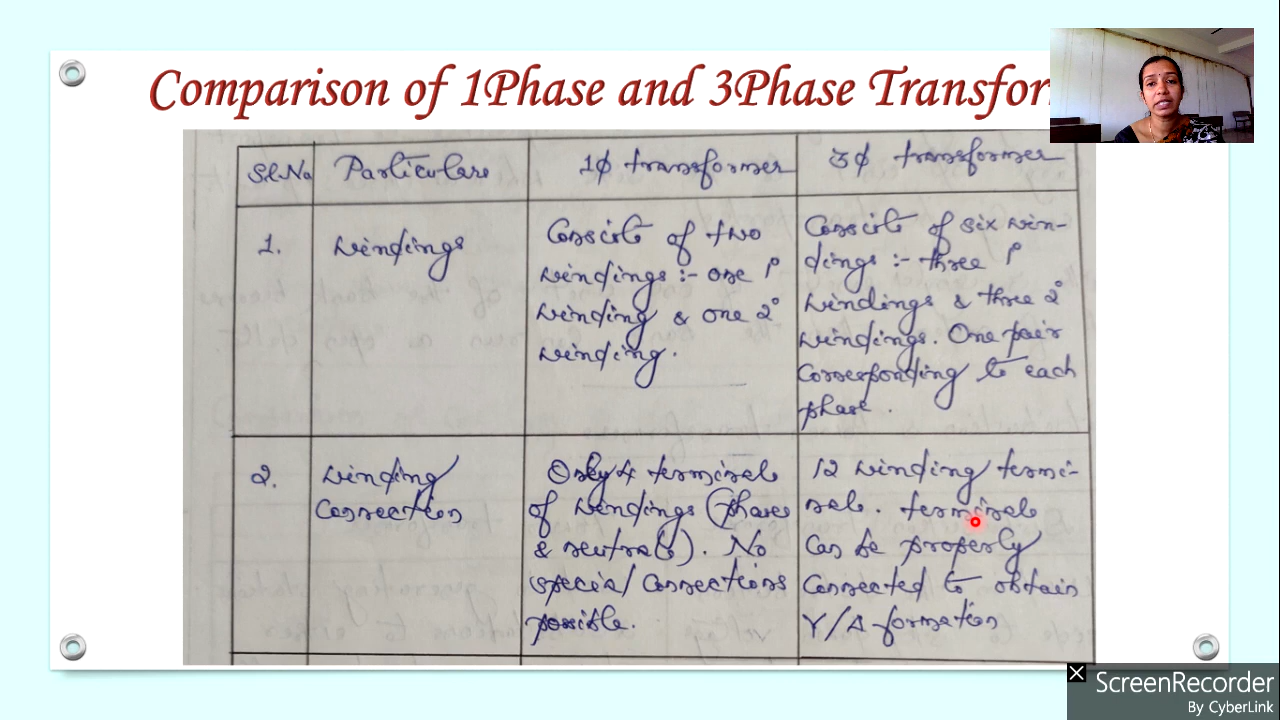 Comparison of 1Phase and 3Phase Transfor
Sl.No
Particulars
1ϕ transformer
3ϕ transformer
1.
Windings
Consists of two
windings :- one 1°
winding & one 2°
winding.
Consists of six win-
dings :- three 1°
windings & three 2°
windings. One pair
corresponding to each
phase.
2.
Winding
Connection
Only 4 terminals
of windings (phases
& neutrals). No
special connections
possible.
12 winding termi-
nals. terminals
can be properly
connected to obtain
Y/Δ formation
ScreenRecorder
By CyberLink